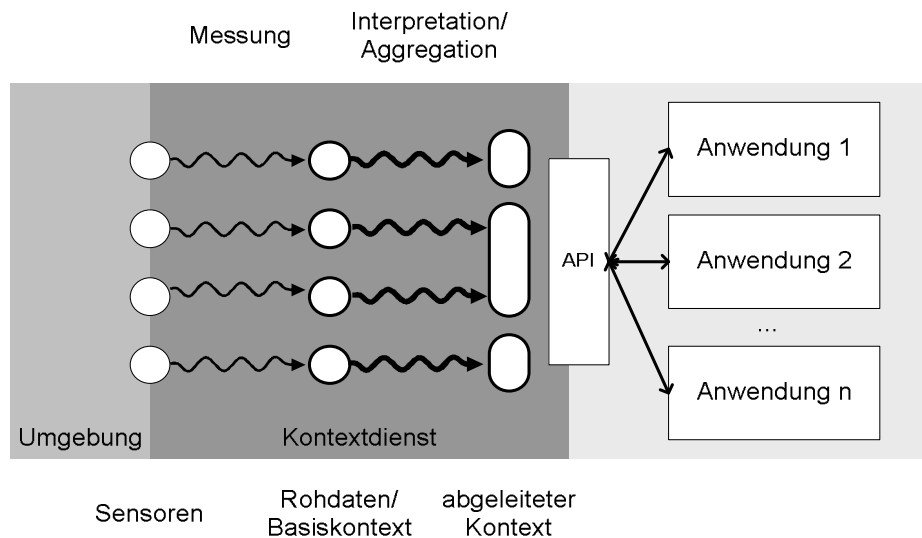 Messung
Interpretation/
Aggregation
Anwendung 1
API
Anwendung 2
...
Anwendung n
Umgebung
Kontextdienst
Sensoren
Rohdaten/
Basiskontext
abgeleiteter
Kontext